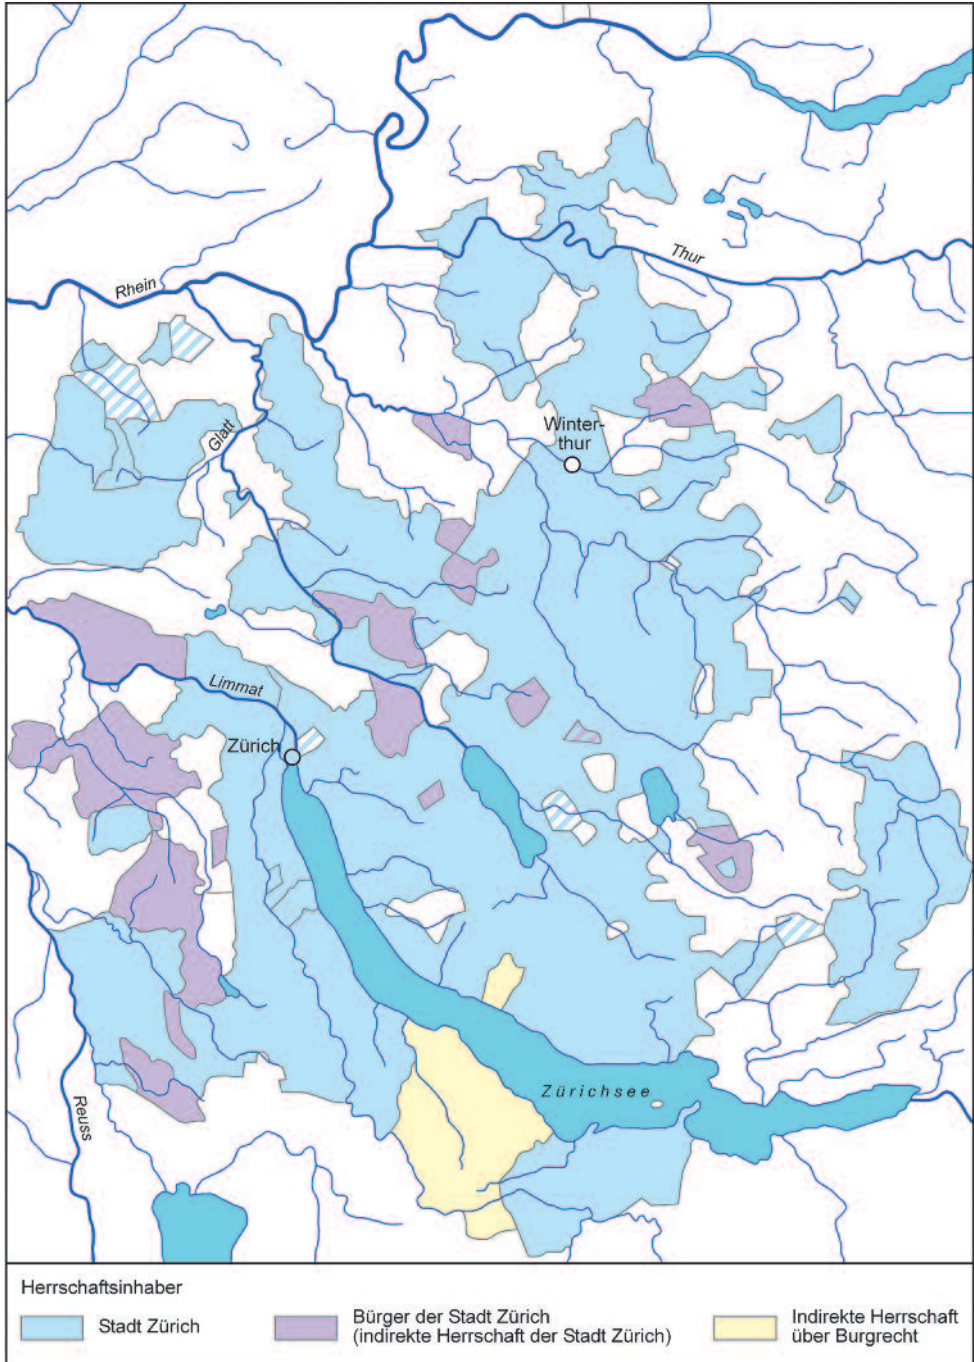 Rhein
Thur
Glatt
Winter-
thur
Limmat
Zürich
Zürichsee
Reuss
Herrschaftsinhaber
Stadt Zürich
Bürger der Stadt Zürich
(indirekte Herrschaft der Stadt Zürich)
Indirekte Herrschaft
über Burgrecht